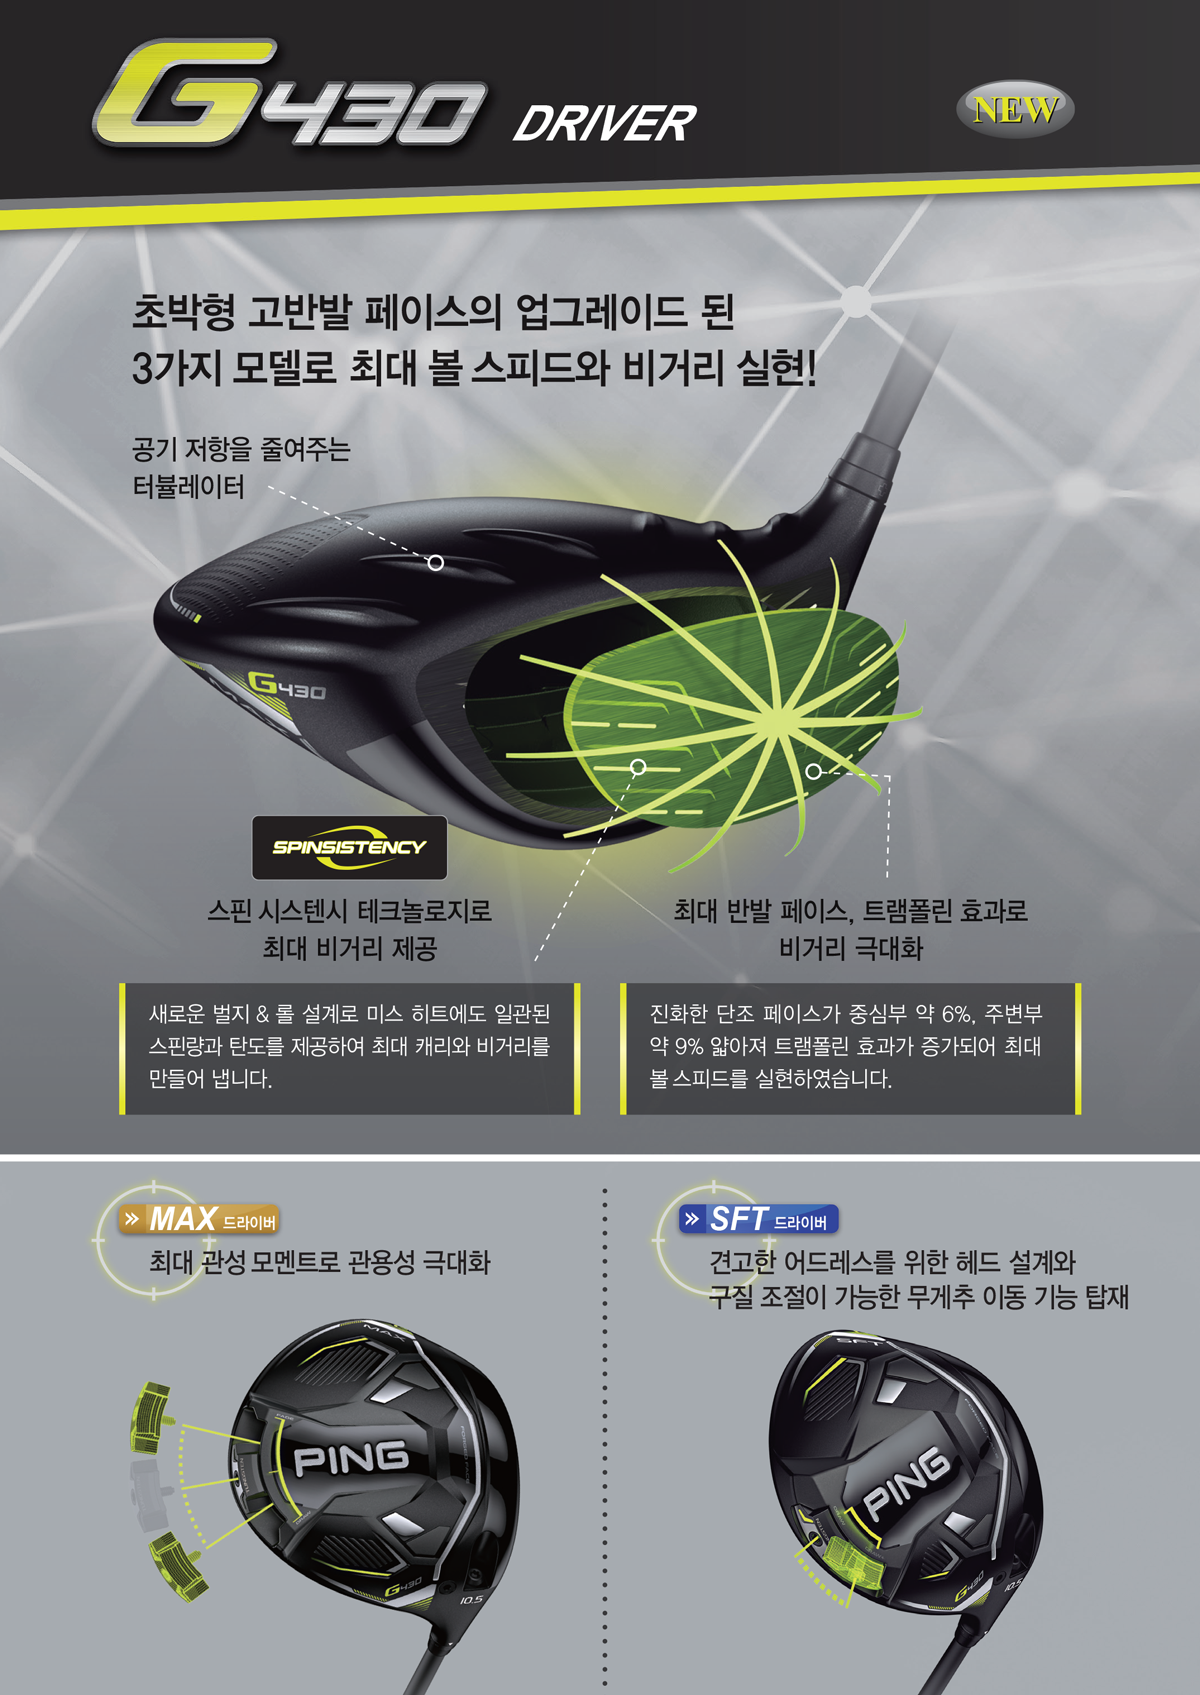 G430 DRIVER
NEW
초박형 고반발 페이스의 업그레이드 된
3가지 모델로 최대 볼 스피드와 비거리 실현!
공기 저항을 줄여주는
터뷸레이터
G430
MAX
SPINSISTENCY
스핀 시스텐시 테크놀로지로
최대 비거리 제공
최대 반발 페이스, 트램폴린 효과로
비거리 극대화
새로운 벌지 & 롤 설계로 미스 히트에도 일관된
스핀량과 탄도를 제공하여 최대 캐리와 비거리를
만들어 냅니다.
진화한 단조 페이스가 중심부 약 6%, 주변부
약 9% 얇아져 트램폴린 효과가 증가되어 최대
볼 스피드를 실현하였습니다.
» MAX 드라이버
최대 관성 모멘트로 관용성 극대화
» SFT 드라이버
견고한 어드레스를 위한 헤드 설계와
구질 조절이 가능한 무게추 이동 기능 탑재
MAX
FADE
PING
FORGED FACE
G430
10.5
SFT
PING
G430
10.5